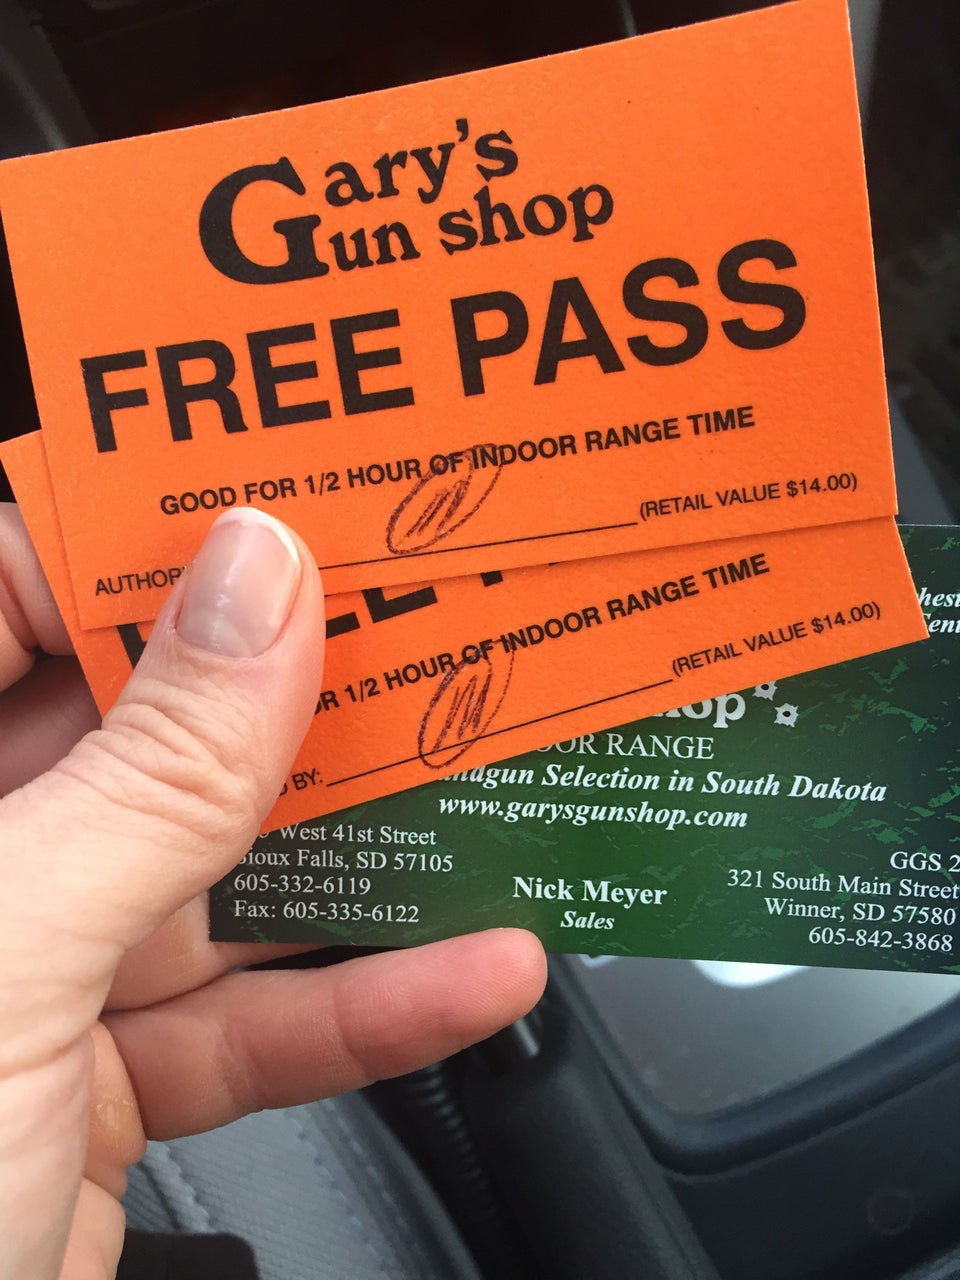 Gary's
Gun shop
FREE PASS
GOOD FOR 1/2 HOUR OF INDOOR RANGE TIME
(RETAIL VALUE $14.00)
1/2 HOUR OF INDOOR RANGE TIME
(RETAIL VALUE $14.00)
BY:
RANGE
Selection in South Dakota
www.garysgunshop.com
West 41st Street
Sioux Falls, SD 57105
605-332-6119
Fax: 605-335-6122
Nick Meyer
Sales
GGS 2
321 South Main Street
Winner, SD 57580
605-842-3868